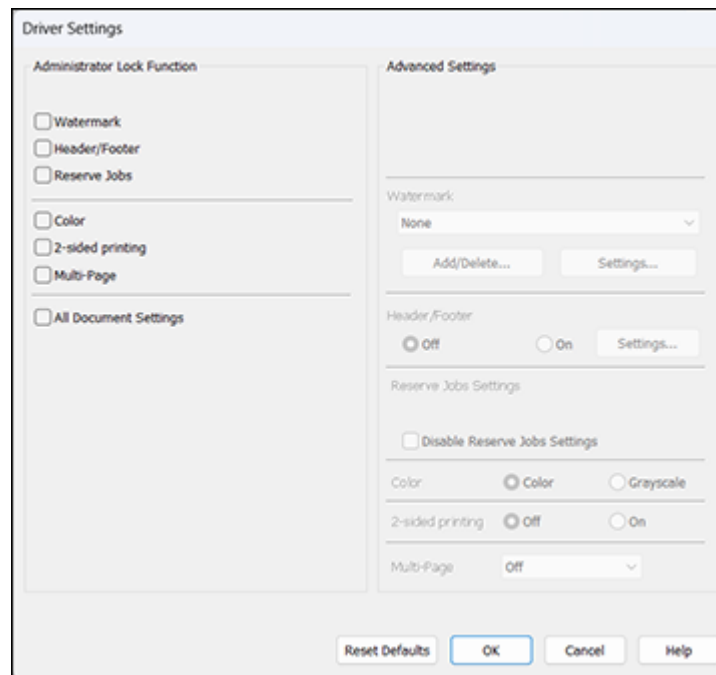 Driver Settings
Administrator Lock Function
Watermark
Header/Footer
Reserve Jobs
Color
2-sided printing
Multi-Page
All Document Settings
Advanced Settings
Watermark
None
Add/Delete... Settings...
Header/Footer
Off On Settings...
Reserve Jobs Settings
Disable Reserve Jobs Settings
Color Color Grayscale
2-sided printing Off On
Multi-Page Off
Reset Defaults OK Cancel Help